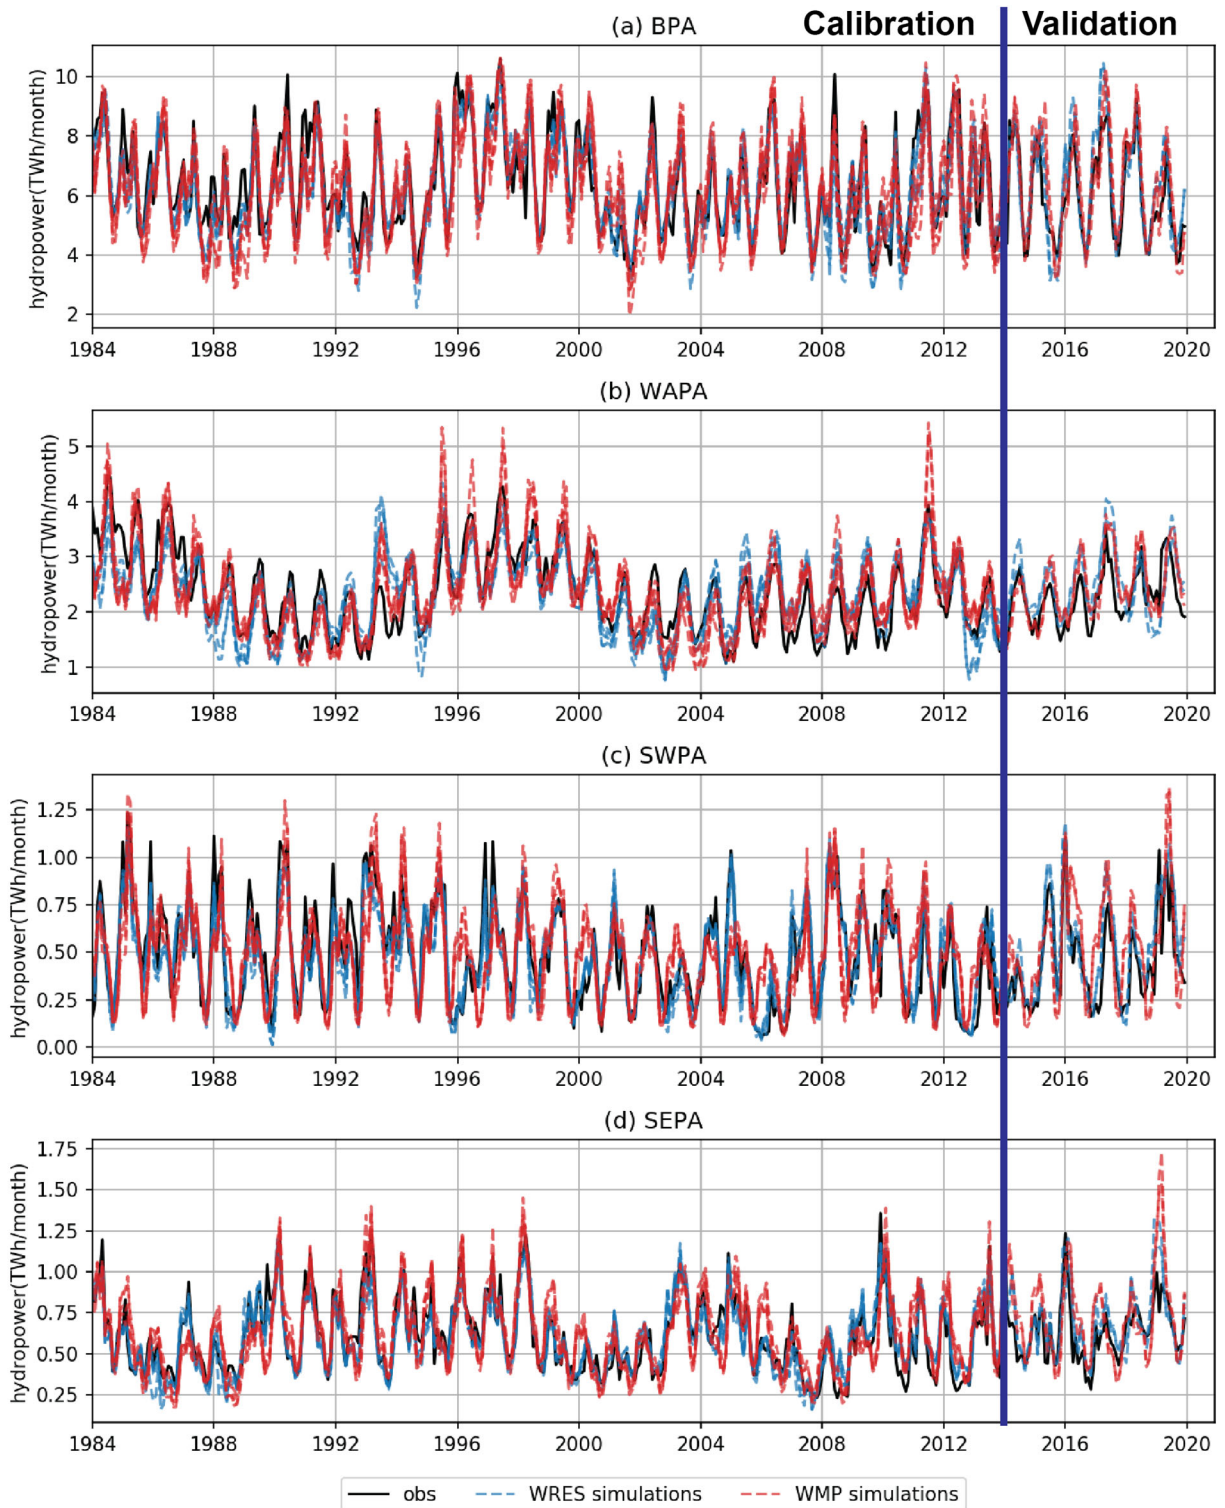 (a) BPA
Calibration Validation
hydropower(TWh/month)
10
8
6
4
2
1984 1988 1992 1996 2000 2004 2008 2012 2016 2020
(b) WAPA
hydropower(TWh/month)
5
4
3
2
1
1984 1988 1992 1996 2000 2004 2008 2012 2016 2020
(c) SWPA
hydropower(TWh/month)
1.25
1.00
0.75
0.50
0.25
0.00
1984 1988 1992 1996 2000 2004 2008 2012 2016 2020
(d) SEPA
hydropower(TWh/month)
1.75
1.50
1.25
1.00
0.75
0.50
0.25
1984 1988 1992 1996 2000 2004 2008 2012 2016 2020
obs WRES simulations WMP simulations